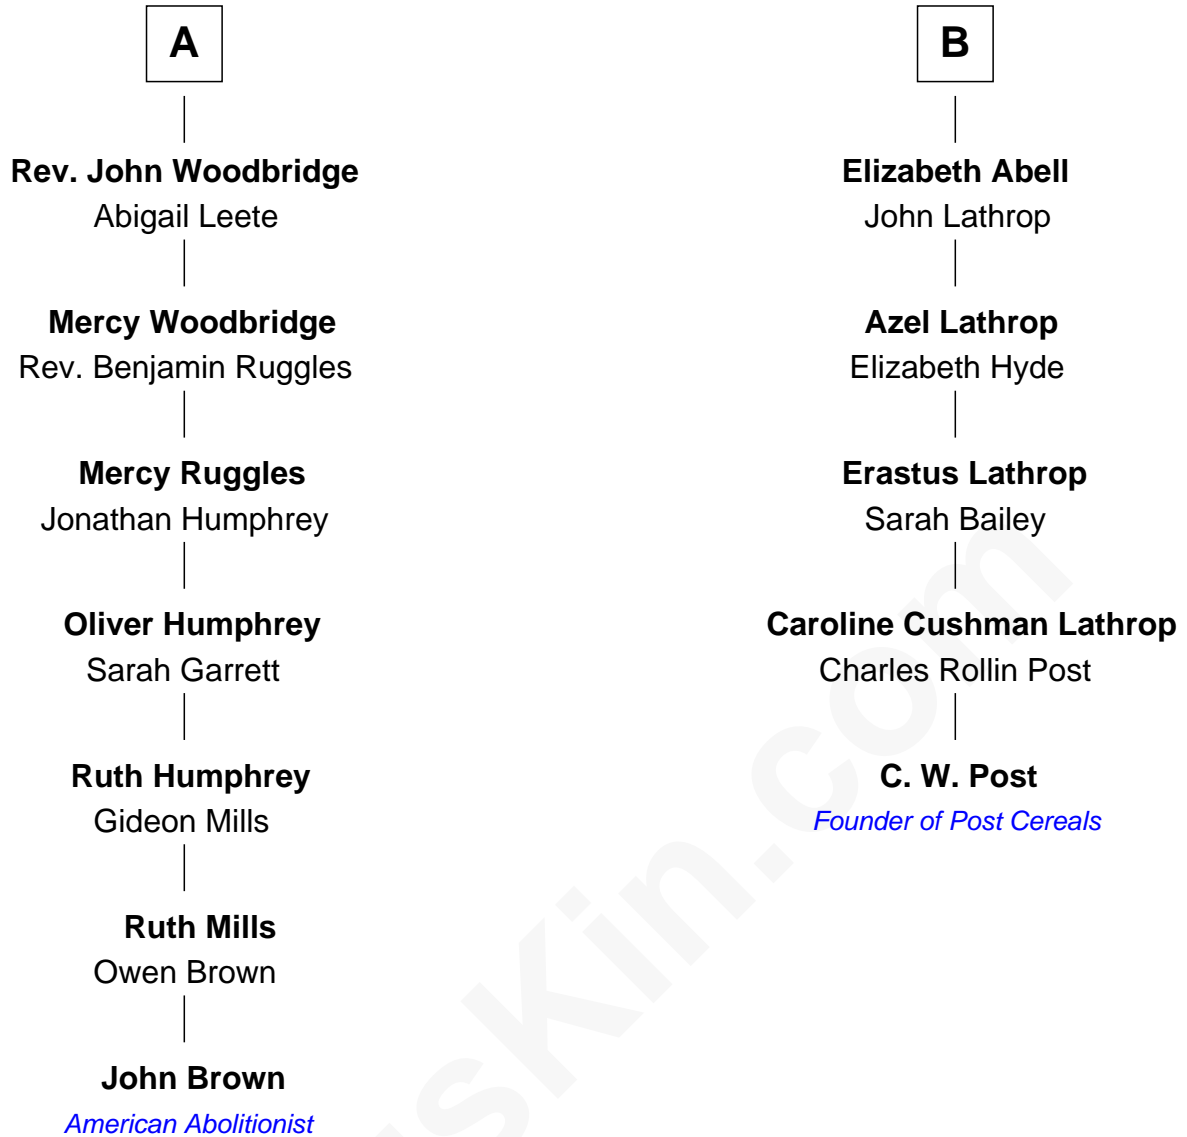 A
Rev. John Woodbridge
Abigail Leete
Mercy Woodbridge
Rev. Benjamin Ruggles
Mercy Ruggles
Jonathan Humphrey
Oliver Humphrey
Sarah Garrett
Ruth Humphrey
Gideon Mills
Ruth Mills
Owen Brown
John Brown
American Abolitionist
B
Elizabeth Abell
John Lathrop
Azel Lathrop
Elizabeth Hyde
Erastus Lathrop
Sarah Bailey
Caroline Cushman Lathrop
Charles Rollin Post
C. W. Post
Founder of Post Cereals
sKin.com